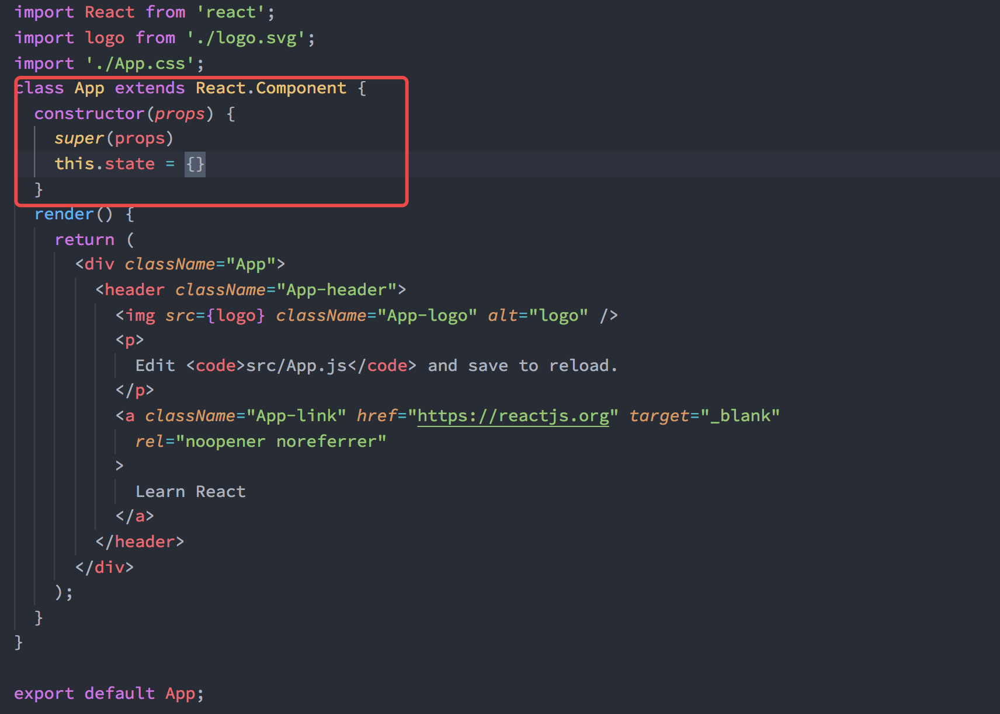 import React from 'react';
import logo from './logo.svg';
import './App.css';
class App extends React.Component {
  constructor(props) {
    super(props)
    this.state = {}
  }
  render() {
    return (
      <div className="App">
        <header className="App-header">
          <img src={logo} className="App-logo" alt="logo" />
          <p>
            Edit <code>src/App.js</code> and save to reload.
          </p>
          <a className="App-link" href="https://reactjs.org" target="_blank"
            rel="noopener noreferrer"
          >
            Learn React
          </a>
        </header>
      </div>
    );
  }
}

export default App;